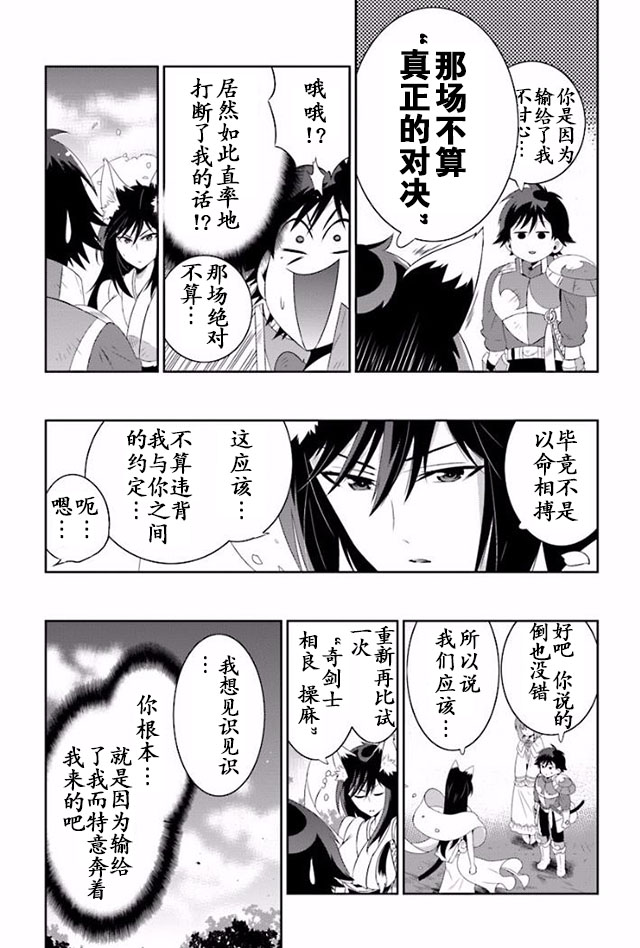 你是因为
输给了我
不甘心…
那场不算
“真正的对决”
哦哦!?
居然如此直率地
打断了我的话!?
那场绝对
不算…
毕竟不是
以命相搏
这应该…
不算违背
我与你之间
的约定…
呃…
嗯…
好吧 你说的
倒也没错
所以说
我们应该…
重新再比试
一次
“奇剑士
相良 操麻”
我想见识见识
…
你根本…
就是因为输给
了我而特意奔着
我来的吧